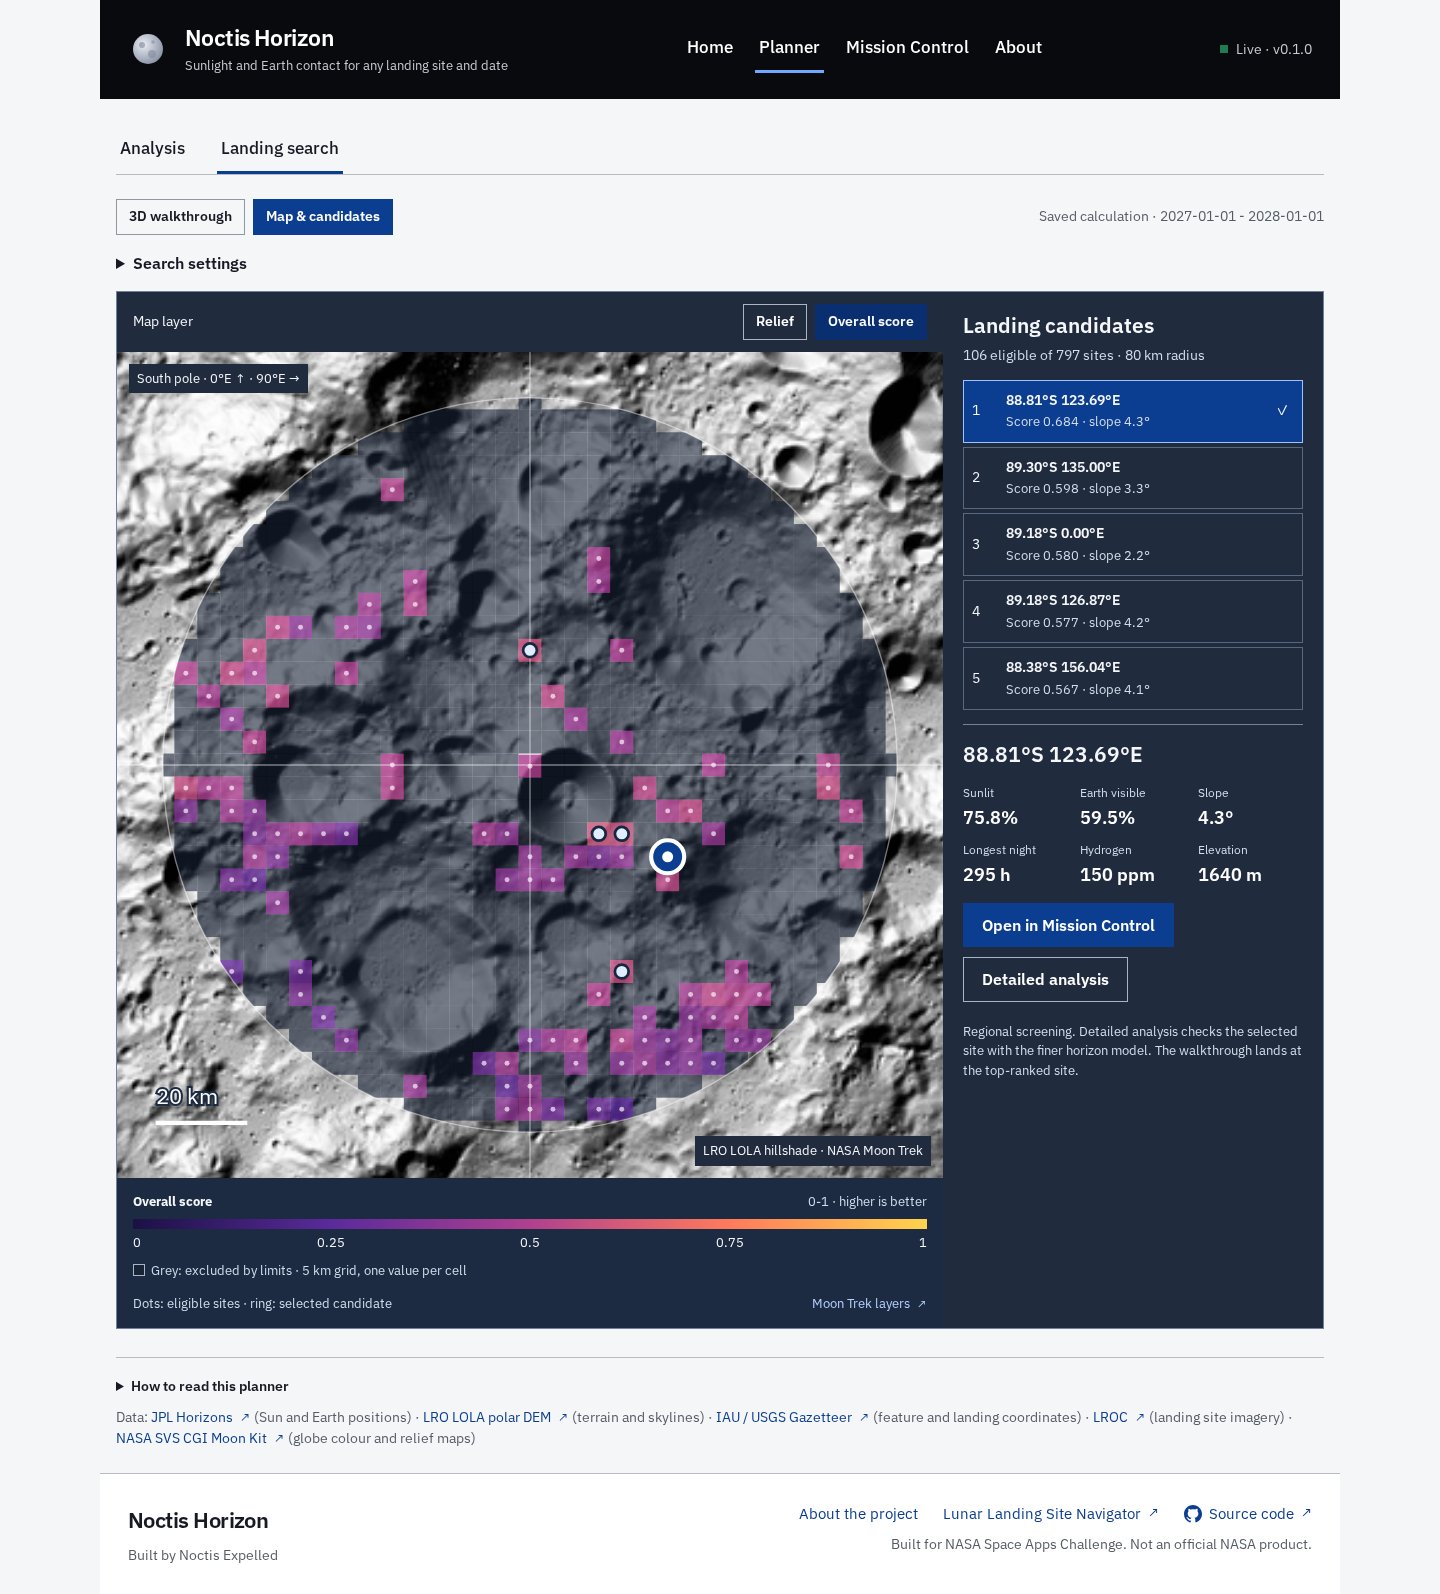 Noctis Horizon
Sunlight and Earth contact for any landing site and date
Home Planner Mission Control About
Live · v0.1.0
Analysis Landing search
3D walkthrough Map & candidates
Saved calculation · 2027-01-01 - 2028-01-01
▶ Search settings
Map layer
Relief Overall score
South pole · 0°E ↑ · 90°E →
20 km
LRO LOLA hillshade · NASA Moon Trek
Overall score
0-1 · higher is better
0 0.25 0.5 0.75 1
Grey: excluded by limits · 5 km grid, one value per cell
Dots: eligible sites · ring: selected candidate
Moon Trek layers ↗
Landing candidates
106 eligible of 797 sites · 80 km radius
1
88.81°S 123.69°E
Score 0.684 · slope 4.3°
✓
2
89.30°S 135.00°E
Score 0.598 · slope 3.3°
3
89.18°S 0.00°E
Score 0.580 · slope 2.2°
4
89.18°S 126.87°E
Score 0.577 · slope 4.2°
5
88.38°S 156.04°E
Score 0.567 · slope 4.1°
88.81°S 123.69°E
Sunlit Earth visible Slope
75.8% 59.5% 4.3°
Longest night Hydrogen Elevation
295 h 150 ppm 1640 m
Open in Mission Control
Detailed analysis
Regional screening. Detailed analysis checks the selected
site with the finer horizon model. The walkthrough lands at
the top-ranked site.
▶ How to read this planner
Data: JPL Horizons ↗ (Sun and Earth positions) · LRO LOLA polar DEM ↗ (terrain and skylines) · IAU / USGS Gazetteer ↗ (feature and landing coordinates) · LROC ↗ (landing site imagery) ·
NASA SVS CGI Moon Kit ↗ (globe colour and relief maps)
Noctis Horizon
Built by Noctis Expelled
About the project Lunar Landing Site Navigator ↗ Source code ↗
Built for NASA Space Apps Challenge. Not an official NASA product.